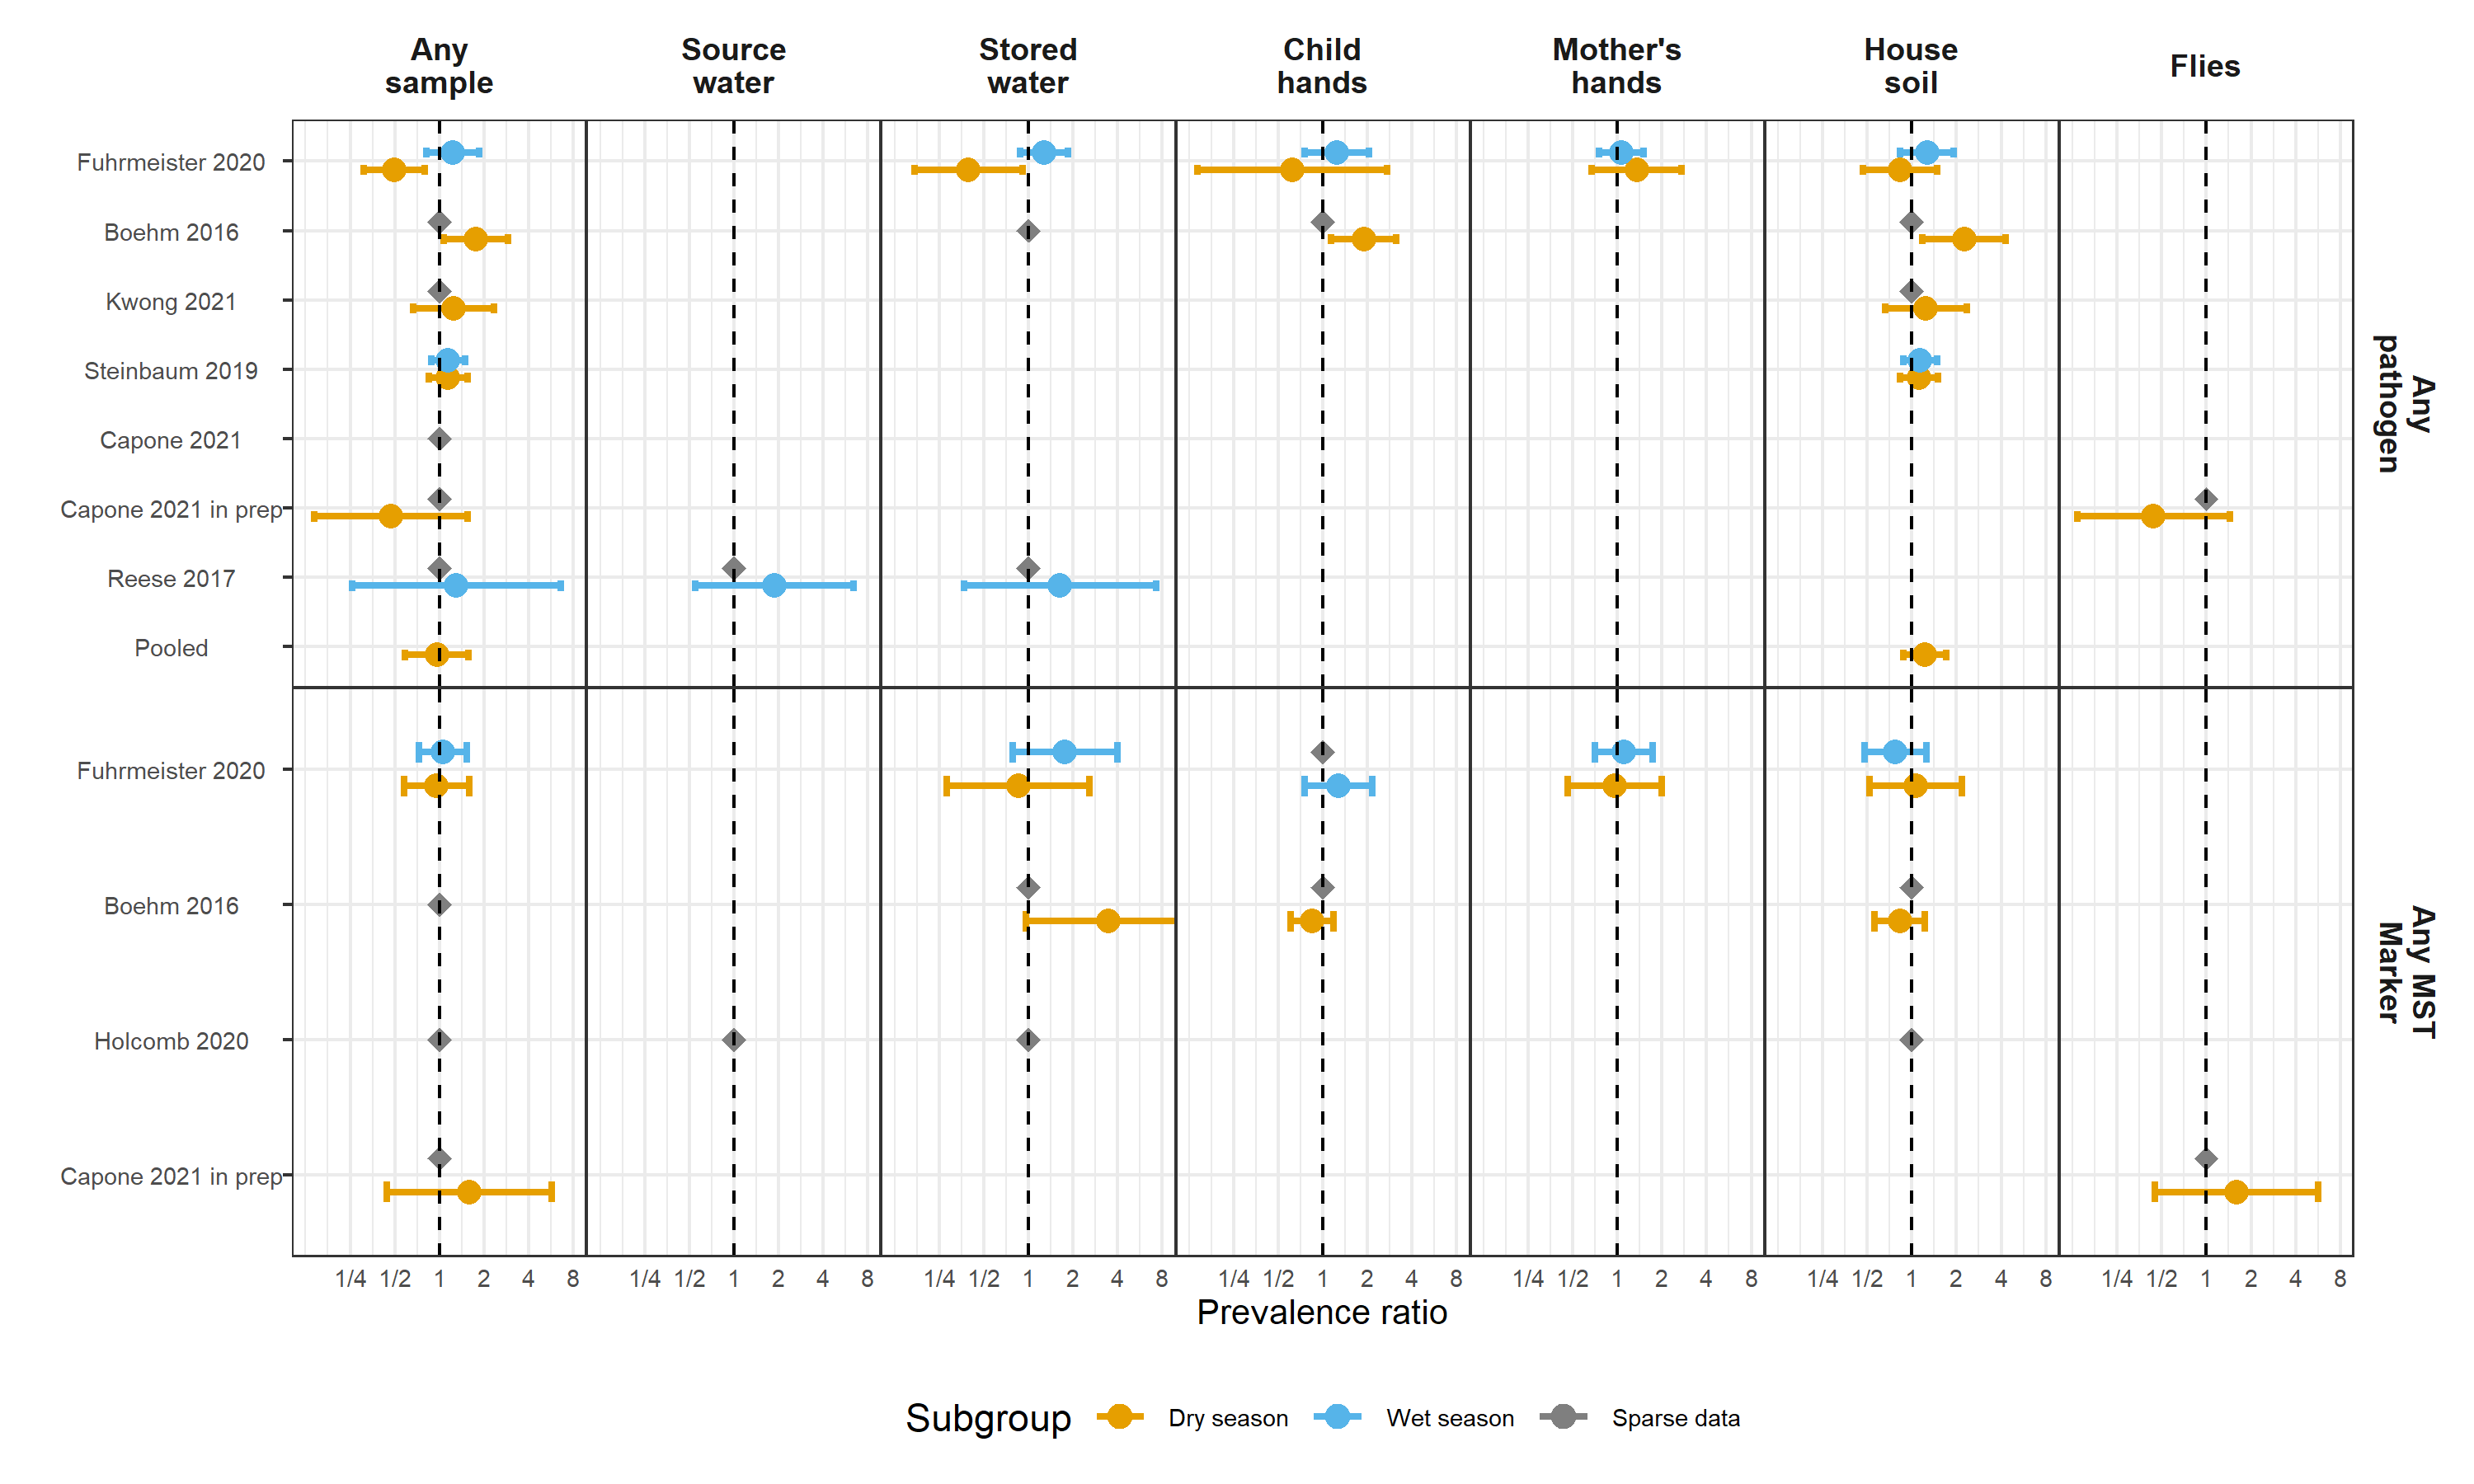 Any
sample
Source
water
Stored
water
Child
hands
Mother's
hands
House
soil
Flies
Fuhrmeister 2020
Boehm 2016
Kwong 2021
Steinbaum 2019
Capone 2021
Capone 2021 in prep
Reese 2017
Pooled
Any
pathogen
Fuhrmeister 2020
Boehm 2016
Holcomb 2020
Capone 2021 in prep
Any MST
Marker
1/4 1/2 1 2 4 8
1/4 1/2 1 2 4 8
1/4 1/2 1 2 4 8
1/4 1/2 1 2 4 8
1/4 1/2 1 2 4 8
1/4 1/2 1 2 4 8
1/4 1/2 1 2 4 8
Prevalence ratio
Subgroup Dry season Wet season Sparse data